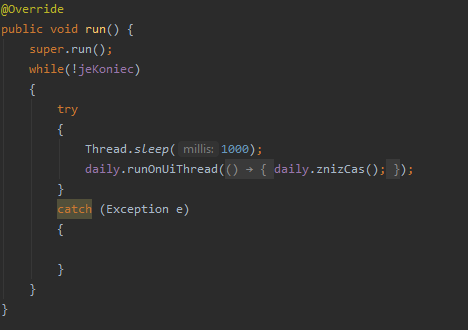 @Override
public void run() {
    super.run();
    while(!jeKoniec)
    {
        try
        {
            Thread.sleep( millis: 1000);
            daily.runOnUiThread(() → { daily.znizCas(); });
        }
        catch (Exception e)
        {

        }
    }
}